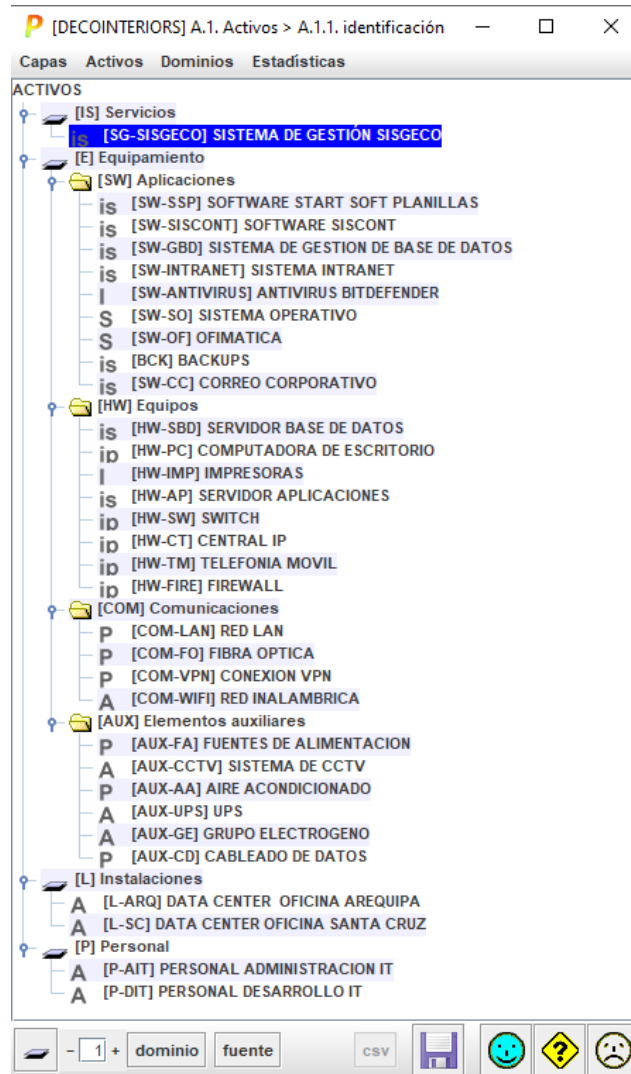 [DECOINTERIORS] A.1. Activos > A.1.1. identificación
Capas Activos Dominios Estadísticas
ACTIVOS
[IS] Servicios
is [SG-SISGECO] SISTEMA DE GESTIÓN SISGECO
[E] Equipamiento
[SW] Aplicaciones
is [SW-SSP] SOFTWARE START SOFT PLANILLAS
is [SW-SISCONT] SOFTWARE SISCONT
is [SW-GBD] SISTEMA DE GESTION DE BASE DE DATOS
is [SW-INTRANET] SISTEMA INTRANET
I [SW-ANTIVIRUS] ANTIVIRUS BITDEFENDER
S [SW-SO] SISTEMA OPERATIVO
S [SW-OF] OFIMATICA
is [BCK] BACKUPS
is [SW-CC] CORREO CORPORATIVO
[HW] Equipos
is [HW-SBD] SERVIDOR BASE DE DATOS
ip [HW-PC] COMPUTADORA DE ESCRITORIO
I [HW-IMP] IMPRESORAS
is [HW-AP] SERVIDOR APLICACIONES
ip [HW-SW] SWITCH
ip [HW-CT] CENTRAL IP
ip [HW-TM] TELEFONIA MOVIL
ip [HW-FIRE] FIREWALL
[COM] Comunicaciones
P [COM-LAN] RED LAN
P [COM-FO] FIBRA OPTICA
P [COM-VPN] CONEXION VPN
A [COM-WIFI] RED INALAMBRICA
[AUX] Elementos auxiliares
P [AUX-FA] FUENTES DE ALIMENTACION
A [AUX-CCTV] SISTEMA DE CCTV
P [AUX-AA] AIRE ACONDICIONADO
A [AUX-UPS] UPS
A [AUX-GE] GRUPO ELECTROGENO
P [AUX-CD] CABLEADO DE DATOS
[L] Instalaciones
A [L-ARQ] DATA CENTER OFICINA AREQUIPA
A [L-SC] DATA CENTER OFICINA SANTA CRUZ
[P] Personal
A [P-AIT] PERSONAL ADMINISTRACION IT
A [P-DIT] PERSONAL DESARROLLO IT
- 1 + dominio fuente csv